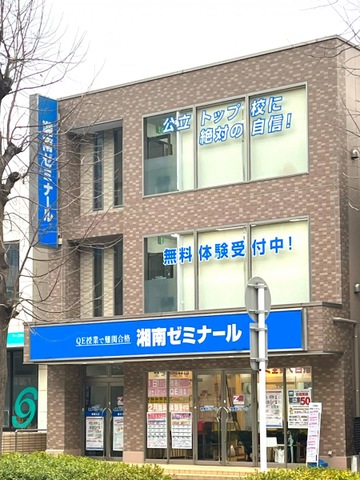 公立トップ校に
絶対の自信!
湘南ゼミナール
無料体験受付中!
QE授業で難関合格 湘南ゼミナール
50